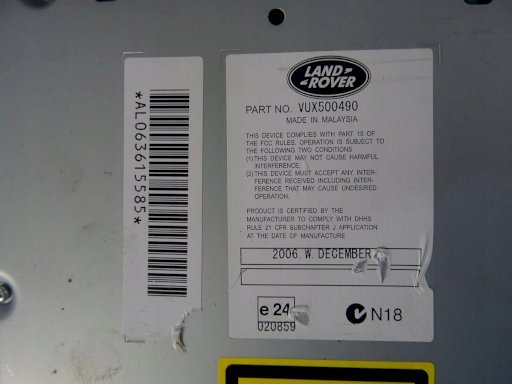 *AL063615585*
LAND-
-ROVER
PART NO. VUX500490
MADE IN MALAYSIA
THIS DEVICE COMPLIES WITH PART 15 OF
THE FCC RULES. OPERATION IS SUBJECT TO
THE FOLLOWING TWO CONDITIONS
(1) THIS DEVICE MAY NOT CAUSE HARMFUL
INTERFERENCE.
(2) THIS DEVICE MUST ACCEPT ANY INTER-
FERENCE RECEIVED INCLUDING INTER-
FERENCE THAT MAY CAUSE UNDESIRED
OPERATION.
PRODUCT IS CERTIFIED BY THE
MANUFACTURER TO COMPLY WITH DHHS
RULE 21 CFR SUBCHAPTER J APPLICATION
AT THE DATE OF MANUFACTURE
2006 W DECEMBER
e 24
020859
N18